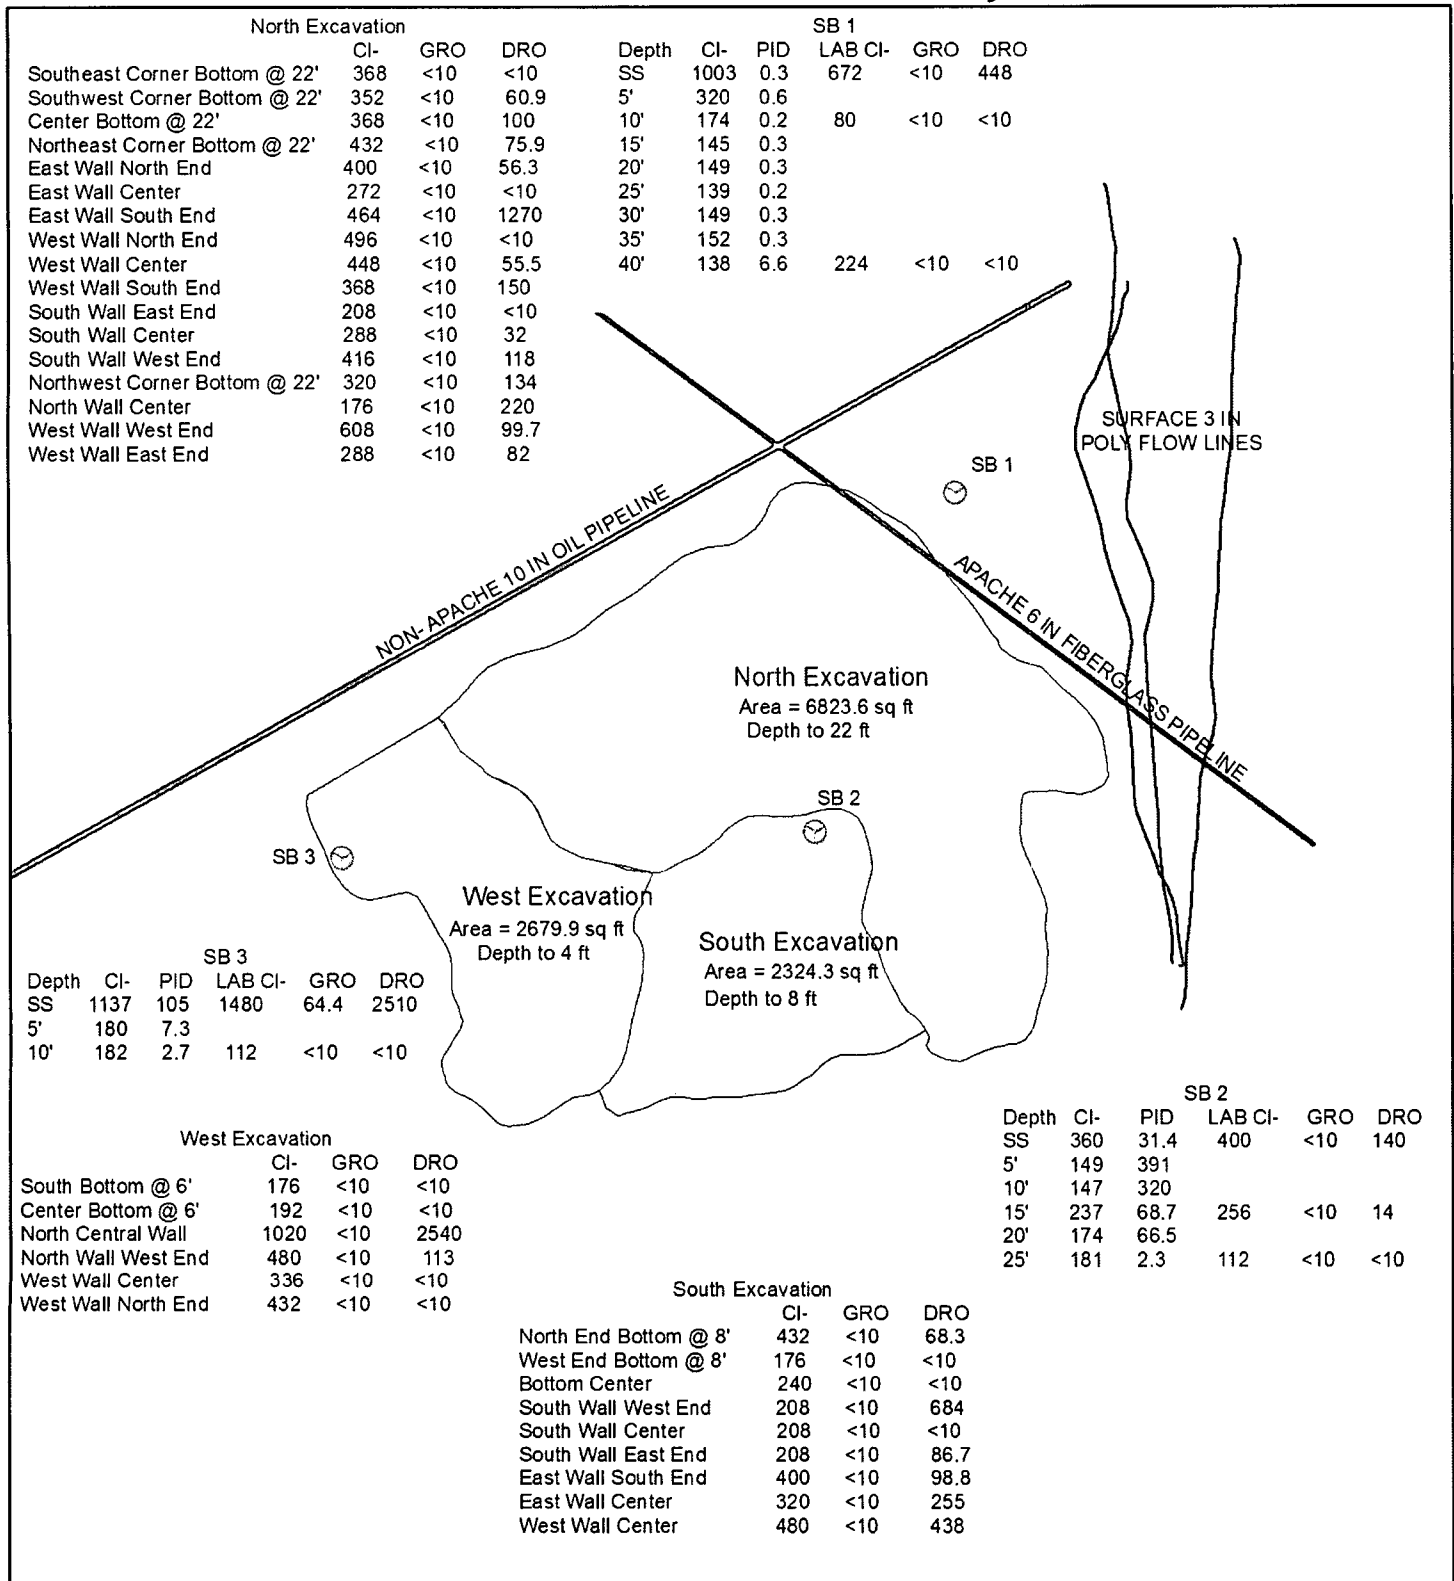 North Excavation
Cl- GRO DRO
Southeast Corner Bottom @ 22' 368 <10 <10
Southwest Corner Bottom @ 22' 352 <10 60.9
Center Bottom @ 22' 368 <10 100
Northeast Corner Bottom @ 22' 432 <10 75.9
East Wall North End 400 <10 56.3
East Wall Center 272 <10 <10
East Wall South End 464 <10 1270
West Wall North End 496 <10 <10
West Wall Center 448 <10 55.5
West Wall South End 368 <10 150
South Wall East End 208 <10 <10
South Wall Center 288 <10 32
South Wall West End 416 <10 118
Northwest Corner Bottom @ 22' 320 <10 134
North Wall Center 176 <10 220
West Wall West End 608 <10 99.7
West Wall East End 288 <10 82
SB 1
Depth Cl- PID LAB Cl- GRO DRO
SS 1003 0.3 672 <10 448
5' 320 0.6
10' 174 0.2 80 <10 <10
15' 145 0.3
20' 149 0.3
25' 139 0.2
30' 149 0.3
35' 152 0.3
40' 138 6.6 224 <10 <10
SURFACE 3 IN
POLY FLOW LINES
SB 1
NON- APACHE 10 IN OIL PIPELINE
APACHE 6 IN FIBERGLASS PIPELINE
North Excavation
Area = 6823.6 sq ft
Depth to 22 ft
SB 2
SB 3
West Excavation
Area = 2679.9 sq ft
Depth to 4 ft
South Excavation
Area = 2324.3 sq ft
Depth to 8 ft
SB 3
Depth Cl- PID LAB Cl- GRO DRO
SS 1137 105 1480 64.4 2510
5' 180 7.3
10' 182 2.7 112 <10 <10
SB 2
Depth Cl- PID LAB Cl- GRO DRO
SS 360 31.4 400 <10 140
5' 149 391
10' 147 320
15' 237 68.7 256 <10 14
20' 174 66.5
25' 181 2.3 112 <10 <10
West Excavation
Cl- GRO DRO
South Bottom @ 6' 176 <10 <10
Center Bottom @ 6' 192 <10 <10
North Central Wall 1020 <10 2540
North Wall West End 480 <10 113
West Wall Center 336 <10 <10
West Wall North End 432 <10 <10
South Excavation
Cl- GRO DRO
North End Bottom @ 8' 432 <10 68.3
West End Bottom @ 8' 176 <10 <10
Bottom Center 240 <10 <10
South Wall West End 208 <10 684
South Wall Center 208 <10 <10
South Wall East End 208 <10 86.7
East Wall South End 400 <10 98.8
East Wall Center 320 <10 255
West Wall Center 480 <10 438